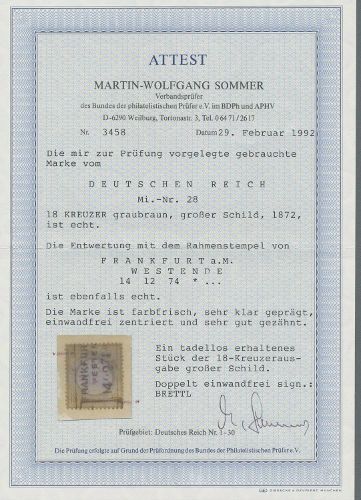 ATTEST
MARTIN-WOLFGANG SOMMER
Verbandsprüfer
des Bundes der philatelistischen Prüfer e.V. im BDPh und APHV
D-6290 Weilburg, Tortonastr. 3, Tel. 06471/2617
Nr. 3458 Datum 29. Februar 1992
Die mir zur Prüfung vorgelegte gebrauchte
Marke vom
DEUTSCHEN REICH
Mi.-Nr. 28
18 KREUZER graubraun, großer Schild, 1872,
ist echt.
Die Entwertung mit dem Rahmenstempel von
FRANKFURT a.M.
WESTENDE
14 12 74 * ...
ist ebenfalls echt.
Die Marke ist farbfrisch, sehr klar geprägt,
einwandfrei zentriert und sehr gut gezähnt.
Ein tadellos erhaltenes
Stück der 18-Kreuzeraus-
gabe großer Schild.
Doppelt einwandfrei sign.:
BRETTL
FRANKFURT
Prüfgebiet: Deutsches Reich Nr. 1-30
Die Prüfung erfolgte auf Grund der Prüfordnung des Bundes der Philatelistischen Prüfer e.V.